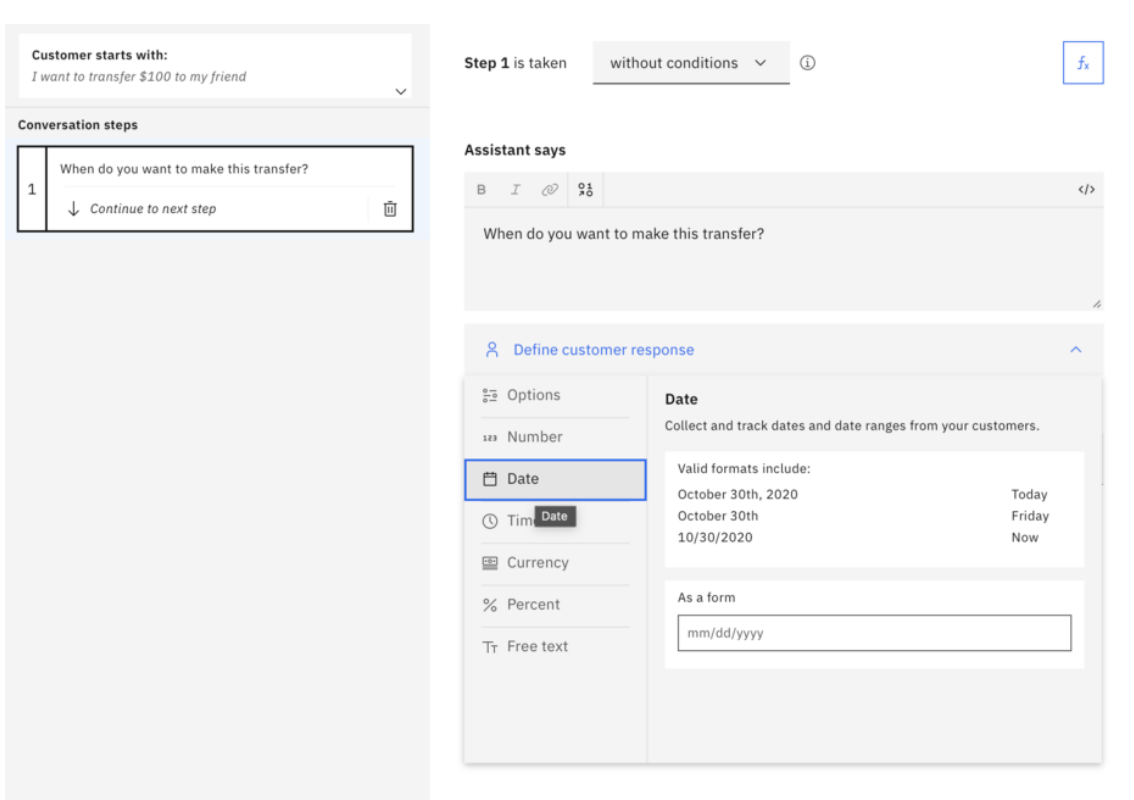 Customer starts with:
I want to transfer $100 to my friend
Conversation steps
1
When do you want to make this transfer?
Continue to next step
Step 1 is taken
without conditions
fx
Assistant says
B I </>
When do you want to make this transfer?
Define customer response
Options
123 Number
Date
Tim
Date
Currency
% Percent
TT Free text
Date
Collect and track dates and date ranges from your customers.
Valid formats include:
October 30th, 2020 Today
October 30th Friday
10/30/2020 Now
As a form
mm/dd/yyyy